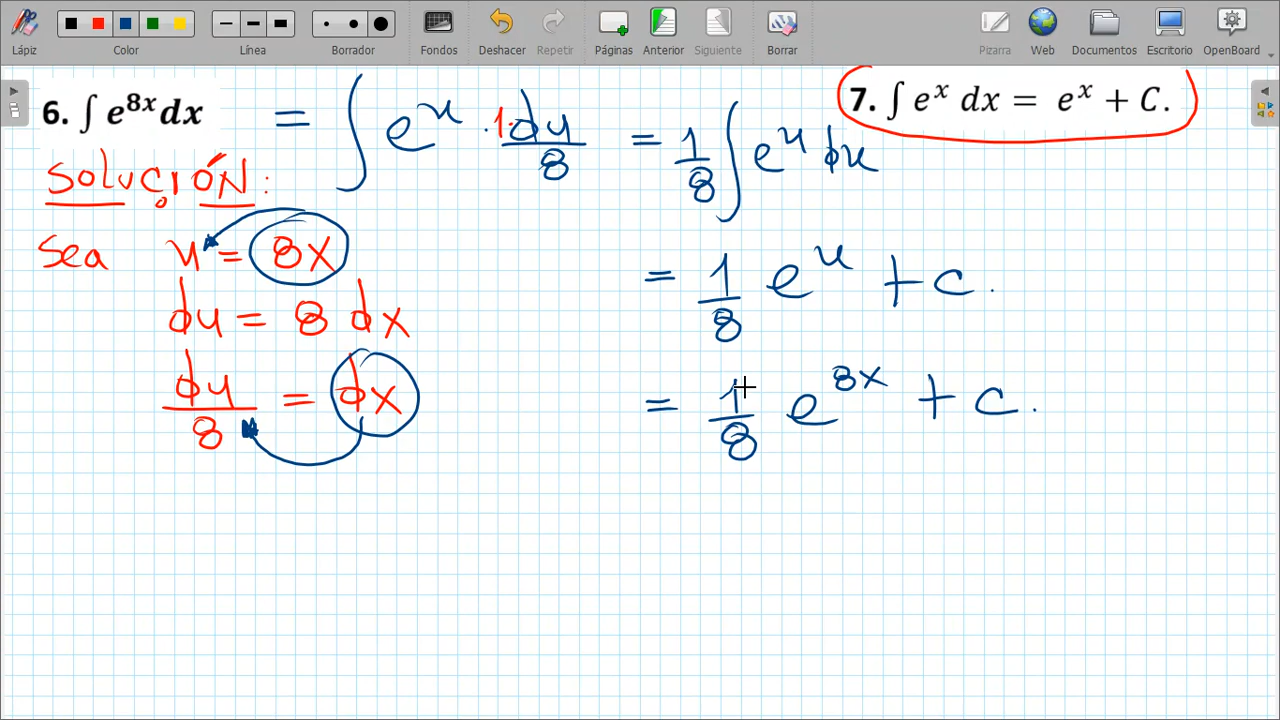 Lápiz Color Línea Borrador Fondos Deshacer Repetir Páginas Anterior Siguiente Borrar Pizarra Web Documentos Escritorio OpenBoard
6. ∫ e^{8x} dx = ∫ e^u · 1· du/8 = 1/8 ∫ e^u du
7. ∫ e^x dx = e^x + C.
Solución:
Sea u = 8x
du = 8 dx
du/8 = dx
= 1/8 e^u + c.
= 1/8 e^{8x} + c.